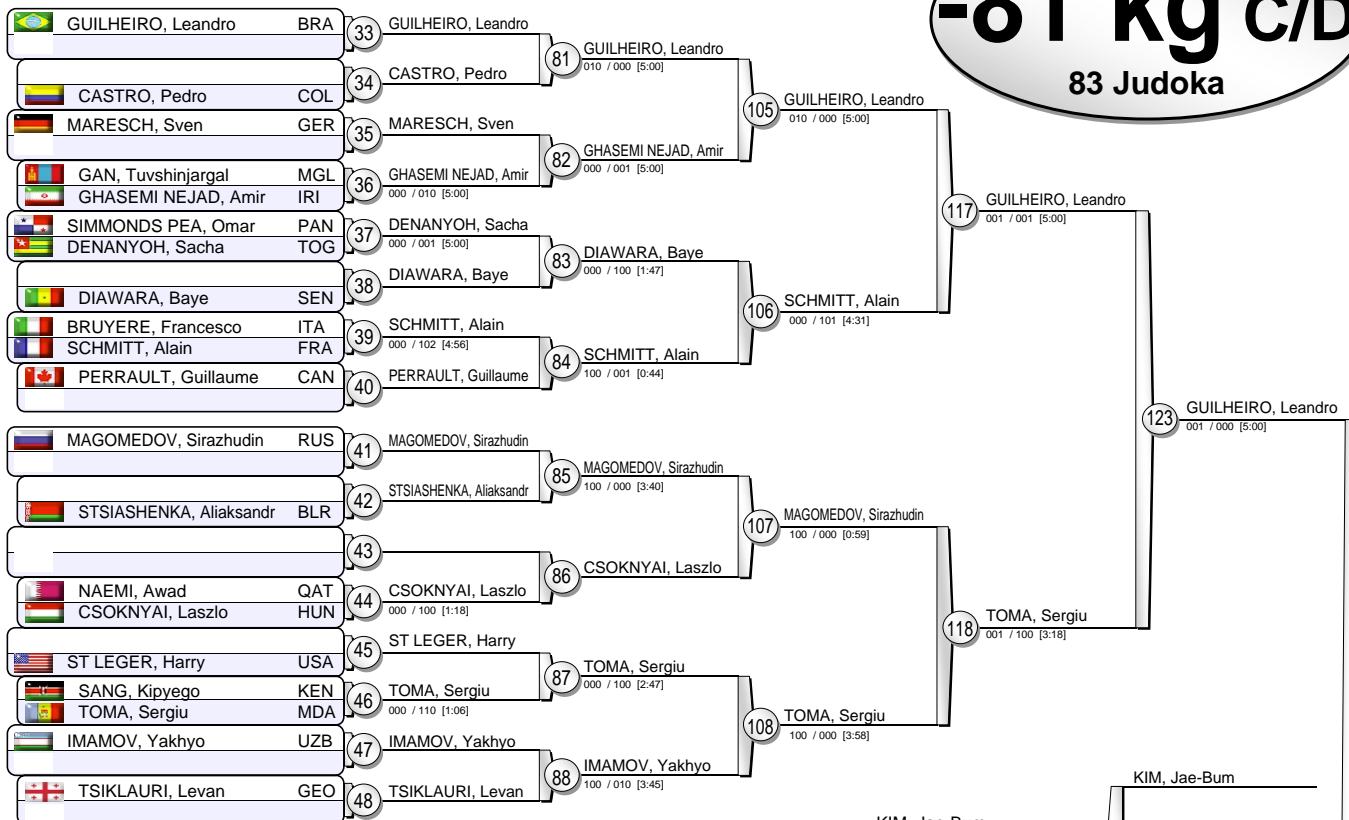 -81 kg C/D
83 Judoka
GUILHEIRO, Leandro BRA
CASTRO, Pedro COL
MARESCH, Sven GER
GAN, Tuvshinjargal MGL
GHASEMI NEJAD, Amir IRI
SIMMONDS PEA, Omar PAN
DENANYOH, Sacha TOG
DIAWARA, Baye SEN
BRUYERE, Francesco ITA
SCHMITT, Alain FRA
PERRAULT, Guillaume CAN
MAGOMEDOV, Sirazhudin RUS
STSIASHENKA, Aliaksandr BLR
NAEMI, Awad QAT
CSOKNYAI, Laszlo HUN
ST LEGER, Harry USA
SANG, Kipyego KEN
TOMA, Sergiu MDA
IMAMOV, Yakhyo UZB
TSIKLAURI, Levan GEO
33 GUILHEIRO, Leandro
34 CASTRO, Pedro
35 MARESCH, Sven
36 GHASEMI NEJAD, Amir
000 / 010 [5:00]
37 DENANYOH, Sacha
000 / 001 [5:00]
38 DIAWARA, Baye
39 SCHMITT, Alain
000 / 102 [4:56]
40 PERRAULT, Guillaume
41 MAGOMEDOV, Sirazhudin
42 STSIASHENKA, Aliaksandr
43
44 CSOKNYAI, Laszlo
000 / 100 [1:18]
45 ST LEGER, Harry
46 TOMA, Sergiu
000 / 110 [1:06]
47 IMAMOV, Yakhyo
48 TSIKLAURI, Levan
81 GUILHEIRO, Leandro
010 / 000 [5:00]
82 GHASEMI NEJAD, Amir
000 / 001 [5:00]
83 DIAWARA, Baye
000 / 100 [1:47]
84 SCHMITT, Alain
100 / 001 [0:44]
85 MAGOMEDOV, Sirazhudin
100 / 000 [3:40]
86 CSOKNYAI, Laszlo
87 TOMA, Sergiu
000 / 100 [2:47]
88 IMAMOV, Yakhyo
100 / 010 [3:45]
105 GUILHEIRO, Leandro
010 / 000 [5:00]
106 SCHMITT, Alain
000 / 101 [4:31]
107 MAGOMEDOV, Sirazhudin
100 / 000 [0:59]
108 TOMA, Sergiu
100 / 000 [3:58]
117 GUILHEIRO, Leandro
001 / 001 [5:00]
118 TOMA, Sergiu
001 / 100 [3:18]
123 GUILHEIRO, Leandro
001 / 000 [5:00]
KIM, Jae-Bum
KIM, Jae-Bum